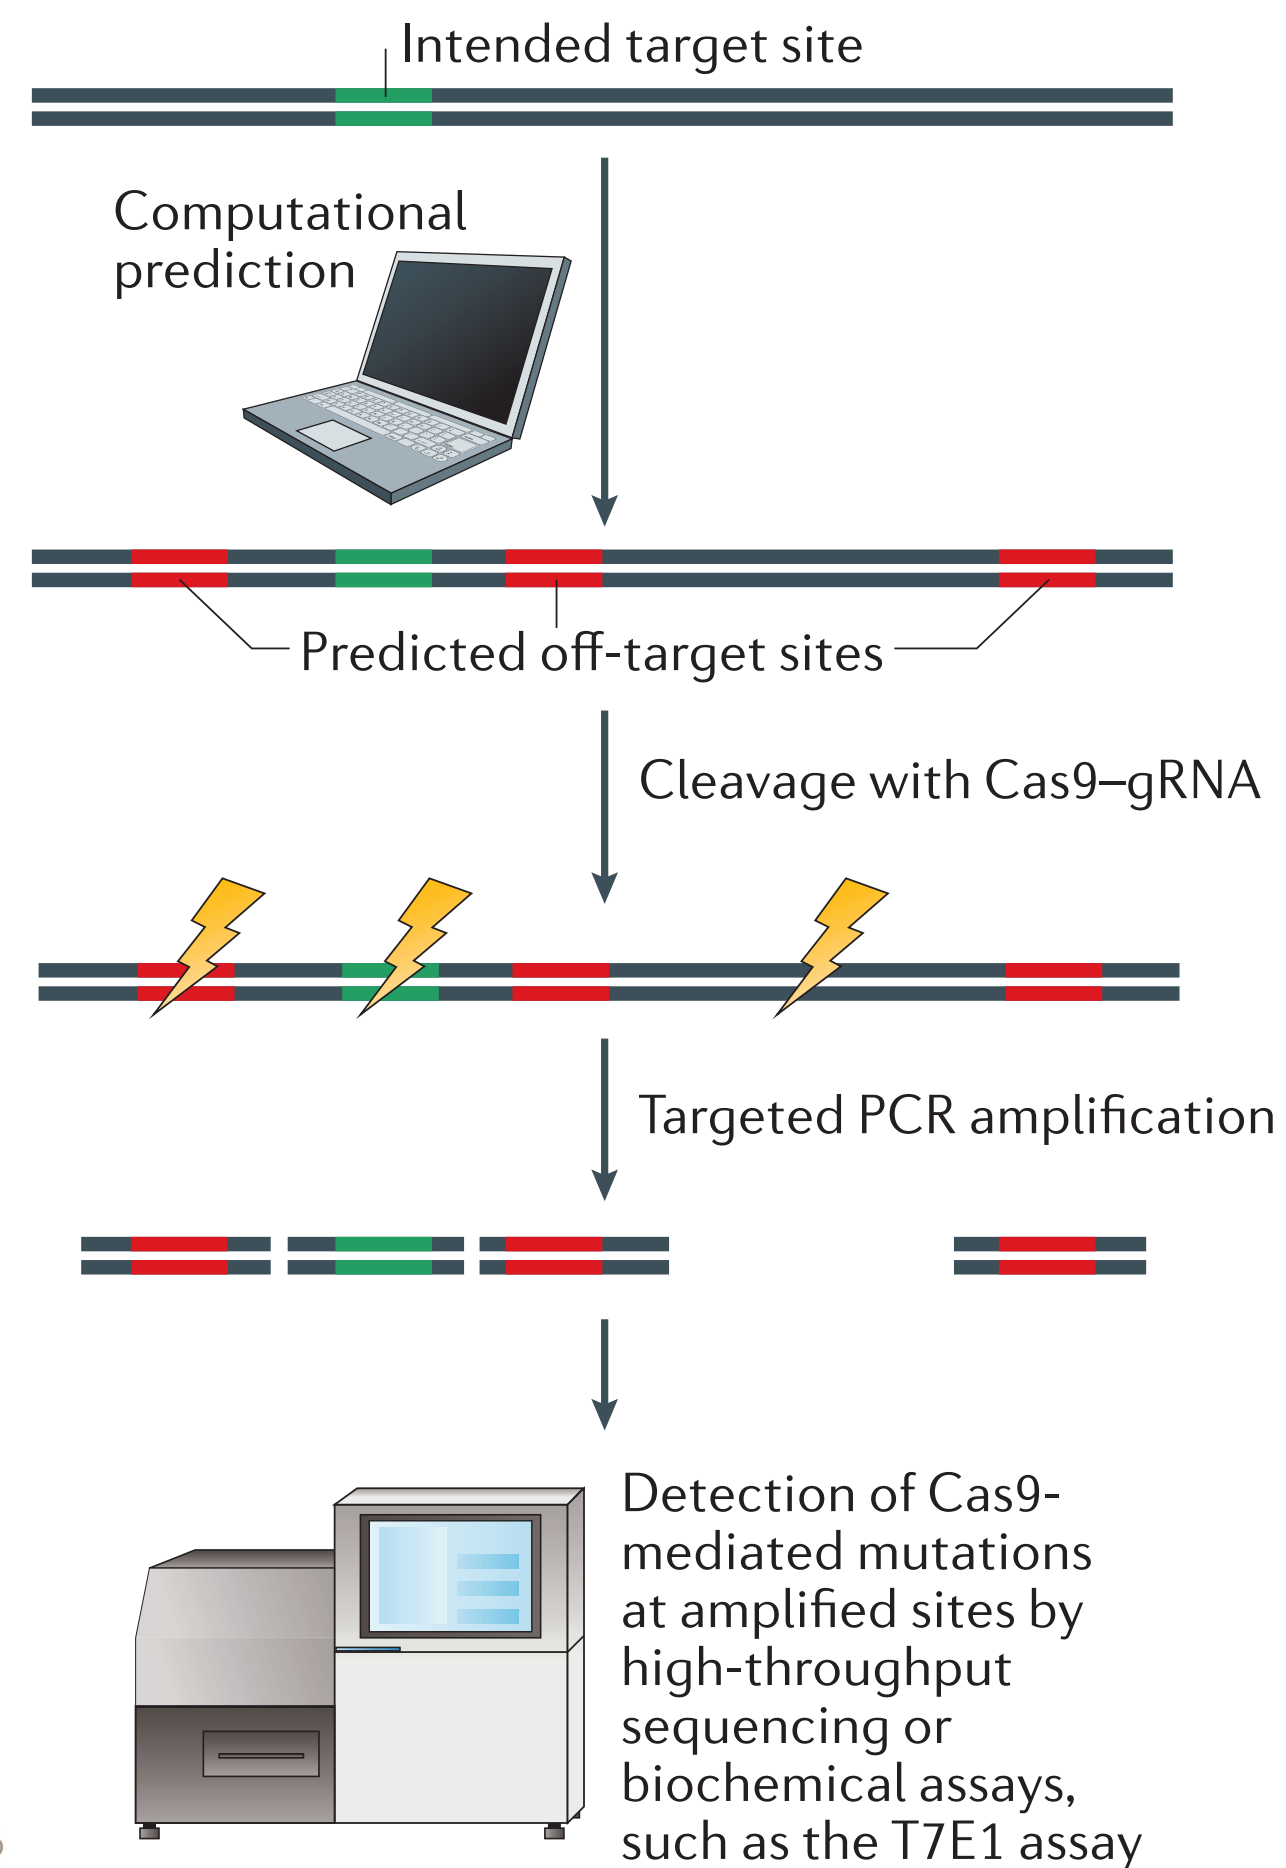 Intended target site
Computational
prediction
Predicted off-target sites
Cleavage with Cas9–gRNA
Targeted PCR amplification
Detection of Cas9-
mediated mutations
at amplified sites by
high-throughput
sequencing or
biochemical assays,
such as the T7E1 assay